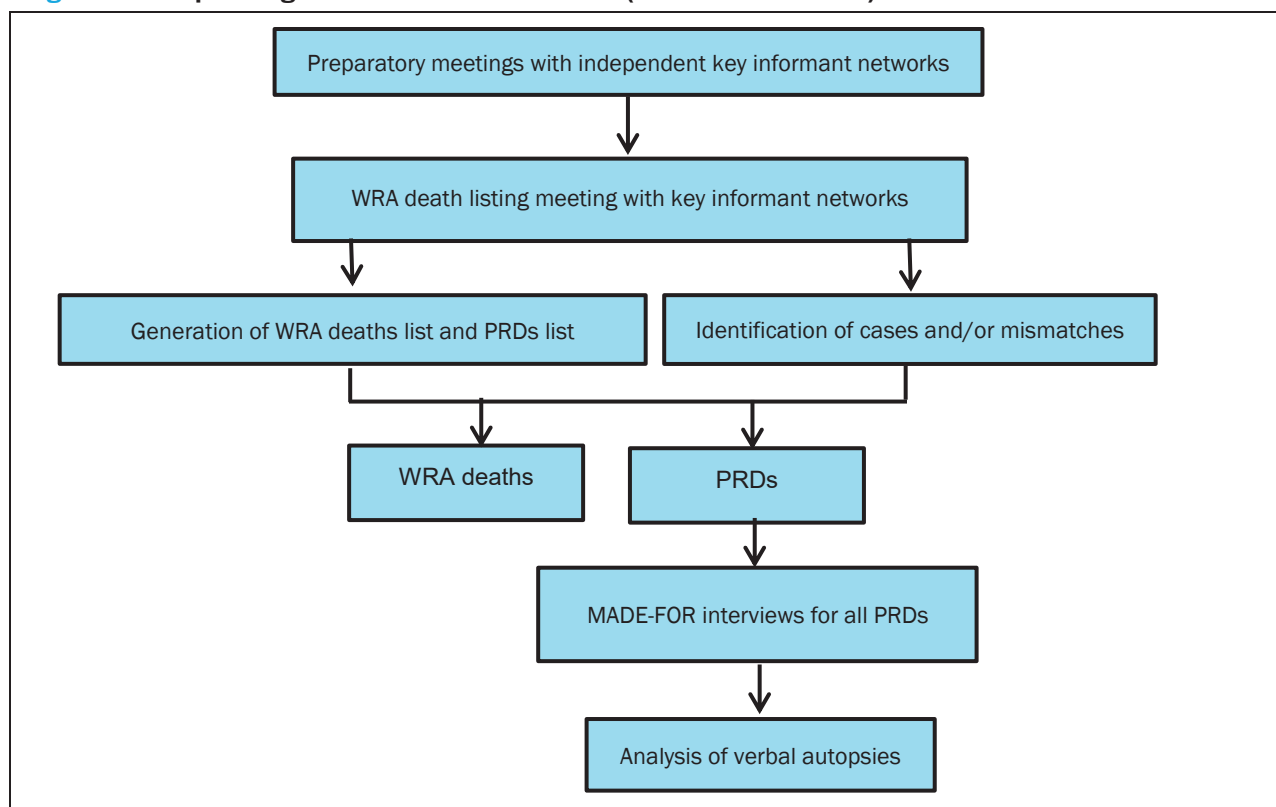 Preparatory meetings with independent key informant networks
WRA death listing meeting with key informant networks
Generation of WRA deaths list and PRDs list
Identification of cases and/or mismatches
WRA deaths
PRDs
MADE-FOR interviews for all PRDs
Analysis of verbal autopsies